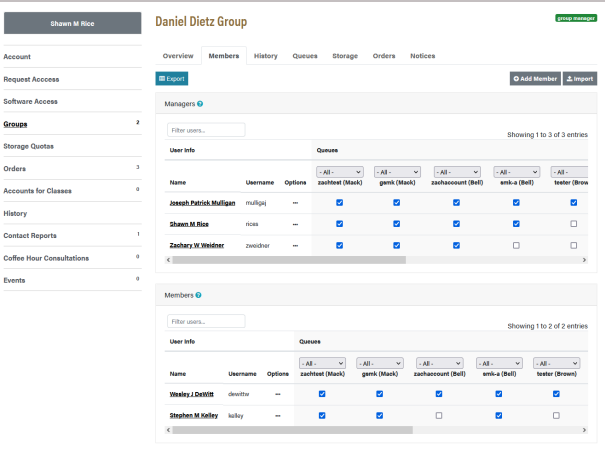 Shawn M Rice
Account
Request Acccess
Software Access
Groups 2
Storage Quotas
Orders 3
Accounts for Classes 0
History
Contact Reports 1
Coffee Hour Consultations 0
Events 0
Daniel Dietz Group
group manager
Overview Members History Queues Storage Orders Notices
Export
Add Member Import
Managers
Filter users...
Showing 1 to 3 of 3 entries
User Info Queues
- All - - All - - All - - All - - All -
Name Username Options zachtest (Mack) gsmk (Mack) zachaccount (Bell) smk-a (Bell) tester (Brow
Joseph Patrick Mulligan mulligaj ···
Shawn M Rice rices ···
Zachary W Weidner zweidner ···
Members
Filter users...
Showing 1 to 2 of 2 entries
User Info Queues
- All - - All - - All - - All - - All -
Name Username Options zachtest (Mack) gsmk (Mack) zachaccount (Bell) smk-a (Bell) tester (Brown)
Wesley J DeWitt dewittw ···
Stephen M Kelley kelley ···